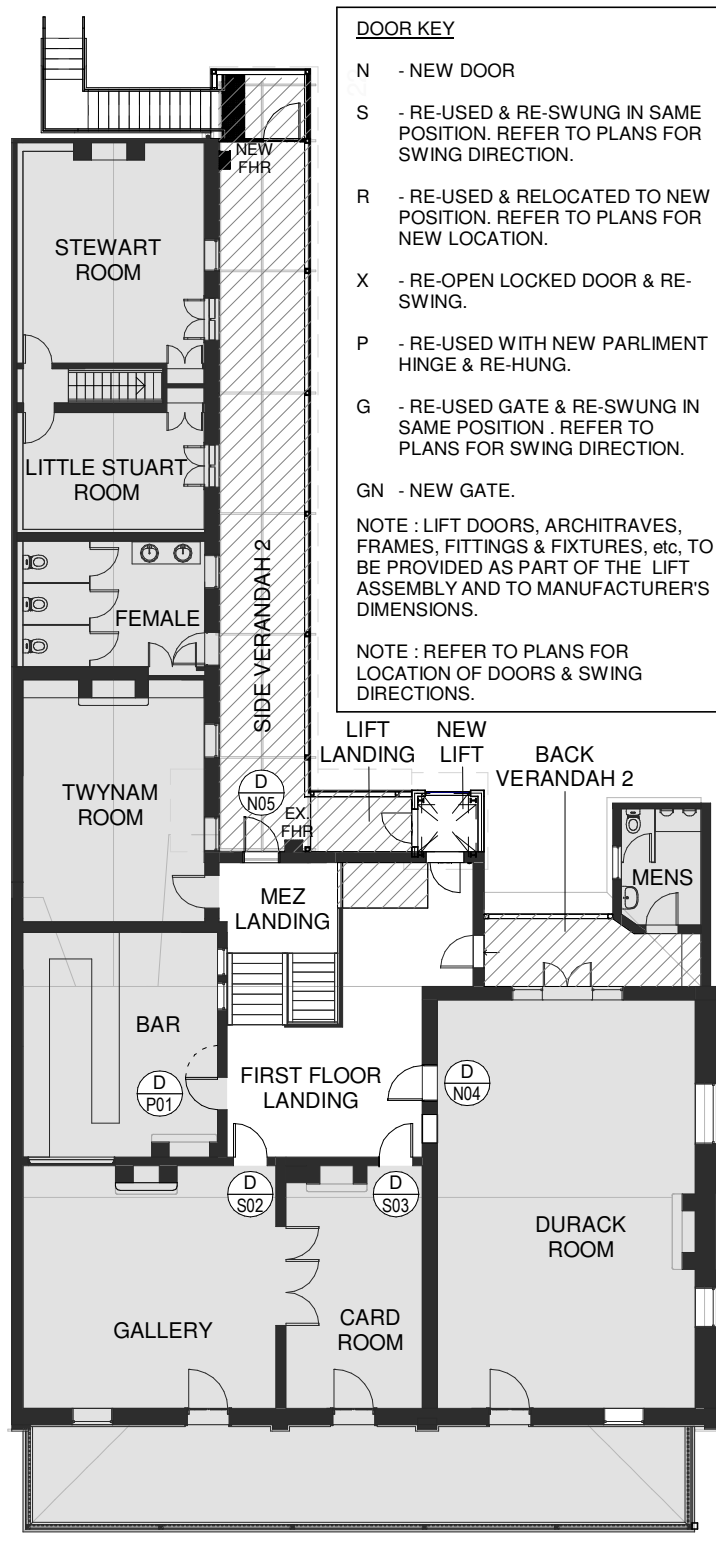 DOOR KEY
N - NEW DOOR
S - RE-USED & RE-SWUNG IN SAME
POSITION. REFER TO PLANS FOR
SWING DIRECTION.
R - RE-USED & RELOCATED TO NEW
POSITION. REFER TO PLANS FOR
NEW LOCATION.
X - RE-OPEN LOCKED DOOR & RE-
SWING.
P - RE-USED WITH NEW PARLIMENT
HINGE & RE-HUNG.
G - RE-USED GATE & RE-SWUNG IN
SAME POSITION . REFER TO
PLANS FOR SWING DIRECTION.
GN - NEW GATE.
NOTE : LIFT DOORS, ARCHITRAVES,
FRAMES, FITTINGS & FIXTURES, etc, TO
BE PROVIDED AS PART OF THE LIFT
ASSEMBLY AND TO MANUFACTURER'S
DIMENSIONS.
NOTE : REFER TO PLANS FOR
LOCATION OF DOORS & SWING
DIRECTIONS.
NEW
FHR
STEWART
ROOM
LITTLE STUART
ROOM
FEMALE
SIDE VERANDAH 2
TWYNAM
ROOM
D
N05
EX.
FHR
LIFT
LANDING
NEW
LIFT
BACK
VERANDAH 2
MENS
MEZ
LANDING
BAR
D
P01
FIRST FLOOR
LANDING
D
N04
D
S02
D
S03
GALLERY
CARD
ROOM
DURACK
ROOM